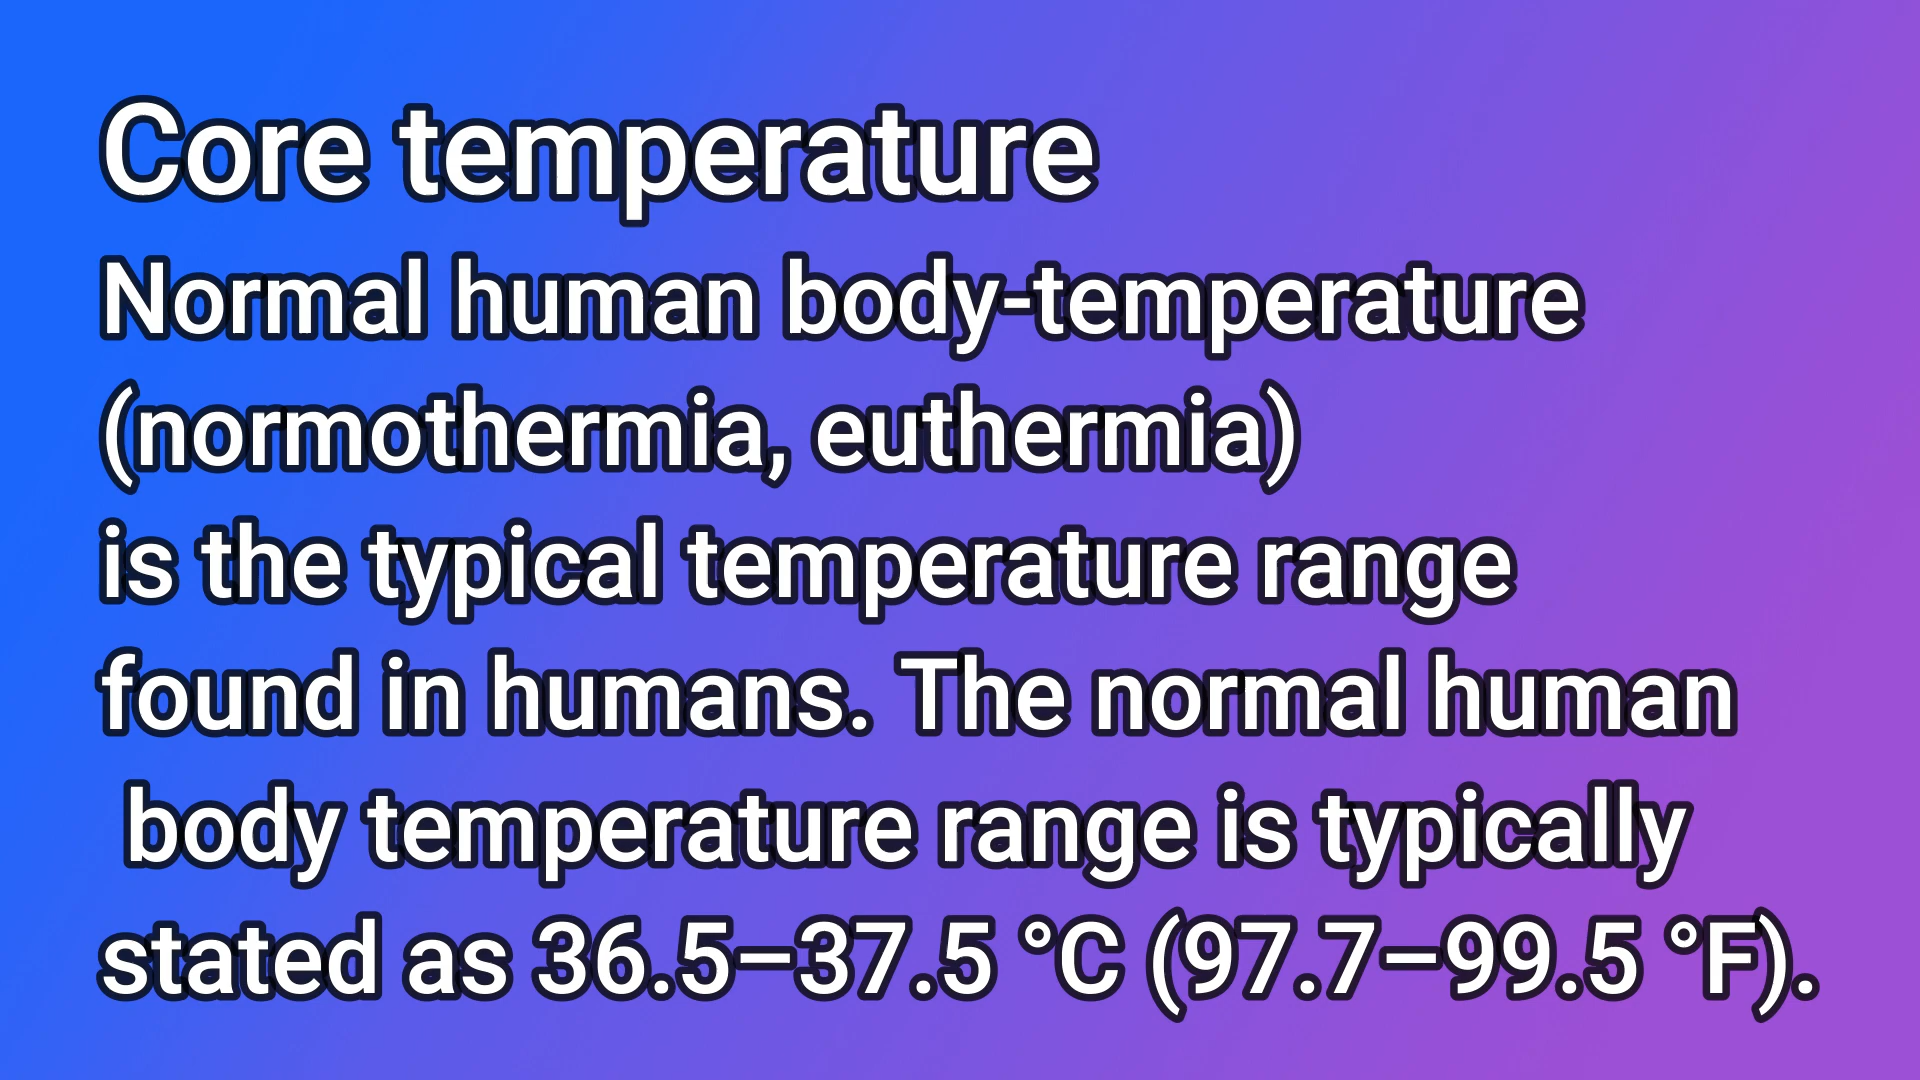 Core temperature
Normal human body-temperature
(normothermia, euthermia)
is the typical temperature range
found in humans. The normal human
body temperature range is typically
stated as 36.5–37.5 °C (97.7–99.5 °F).